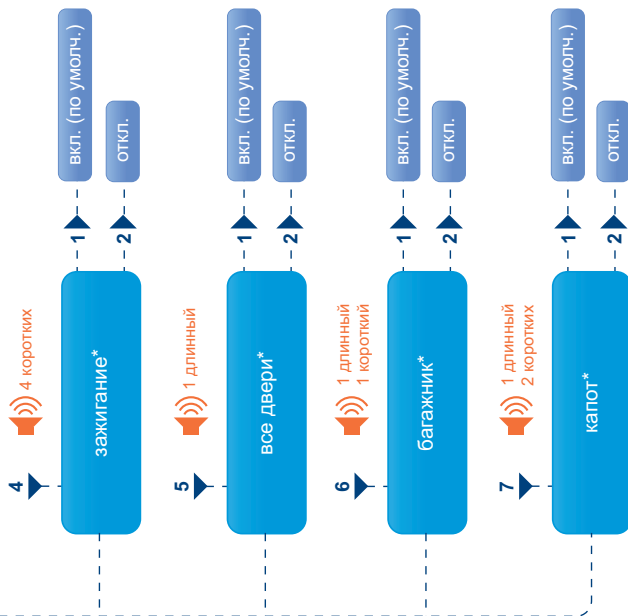 4
4 коротких
зажигание*
1
вкл. (по умолч.)
2
откл.
5
1 длинный
все двери*
1
вкл. (по умолч.)
2
откл.
6
1 длинный
1 короткий
багажник*
1
вкл. (по умолч.)
2
откл.
7
1 длинный
2 коротких
капот*
1
вкл. (по умолч.)
2
откл.